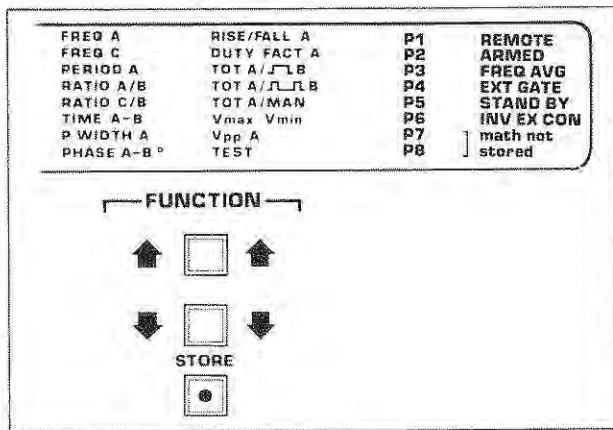 FREQ A RISE/FALL A P1 REMOTE
FREQ C DUTY FACT A P2 ARMED
PERIOD A TOT A/ B P3 FREQ AVG
RATIO A/B TOT A/ B P4 EXT GATE
RATIO C/B TOT A/MAN P5 STAND BY
TIME A-B Vmax Vmin P6 INV EX CON
P WIDTH A Vpp A P7 ] math not
PHASE A-B° TEST P8 stored
FUNCTION
STORE